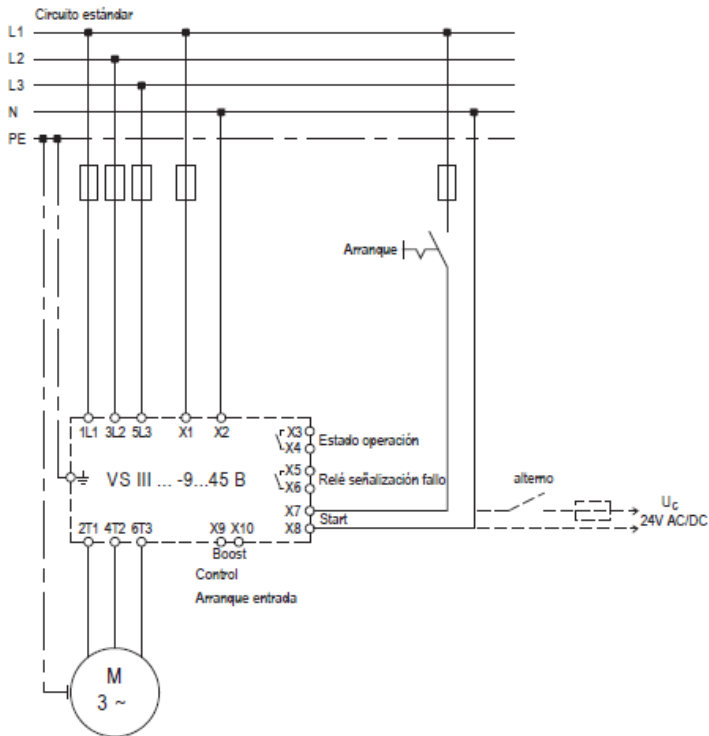 Circuito estándar
L1
L2
L3
N
PE
Arranque
1L1 3L2 5L3 X1 X2
X3
X4
Estado operación
X5
X6
Relé señalización fallo
VS III ... -9...45 B
X7
X8
Start
alterno
Uc
24V AC/DC
2T1 4T2 6T3 X9 X10
Boost
Control
Arranque entrada
M
3 ~